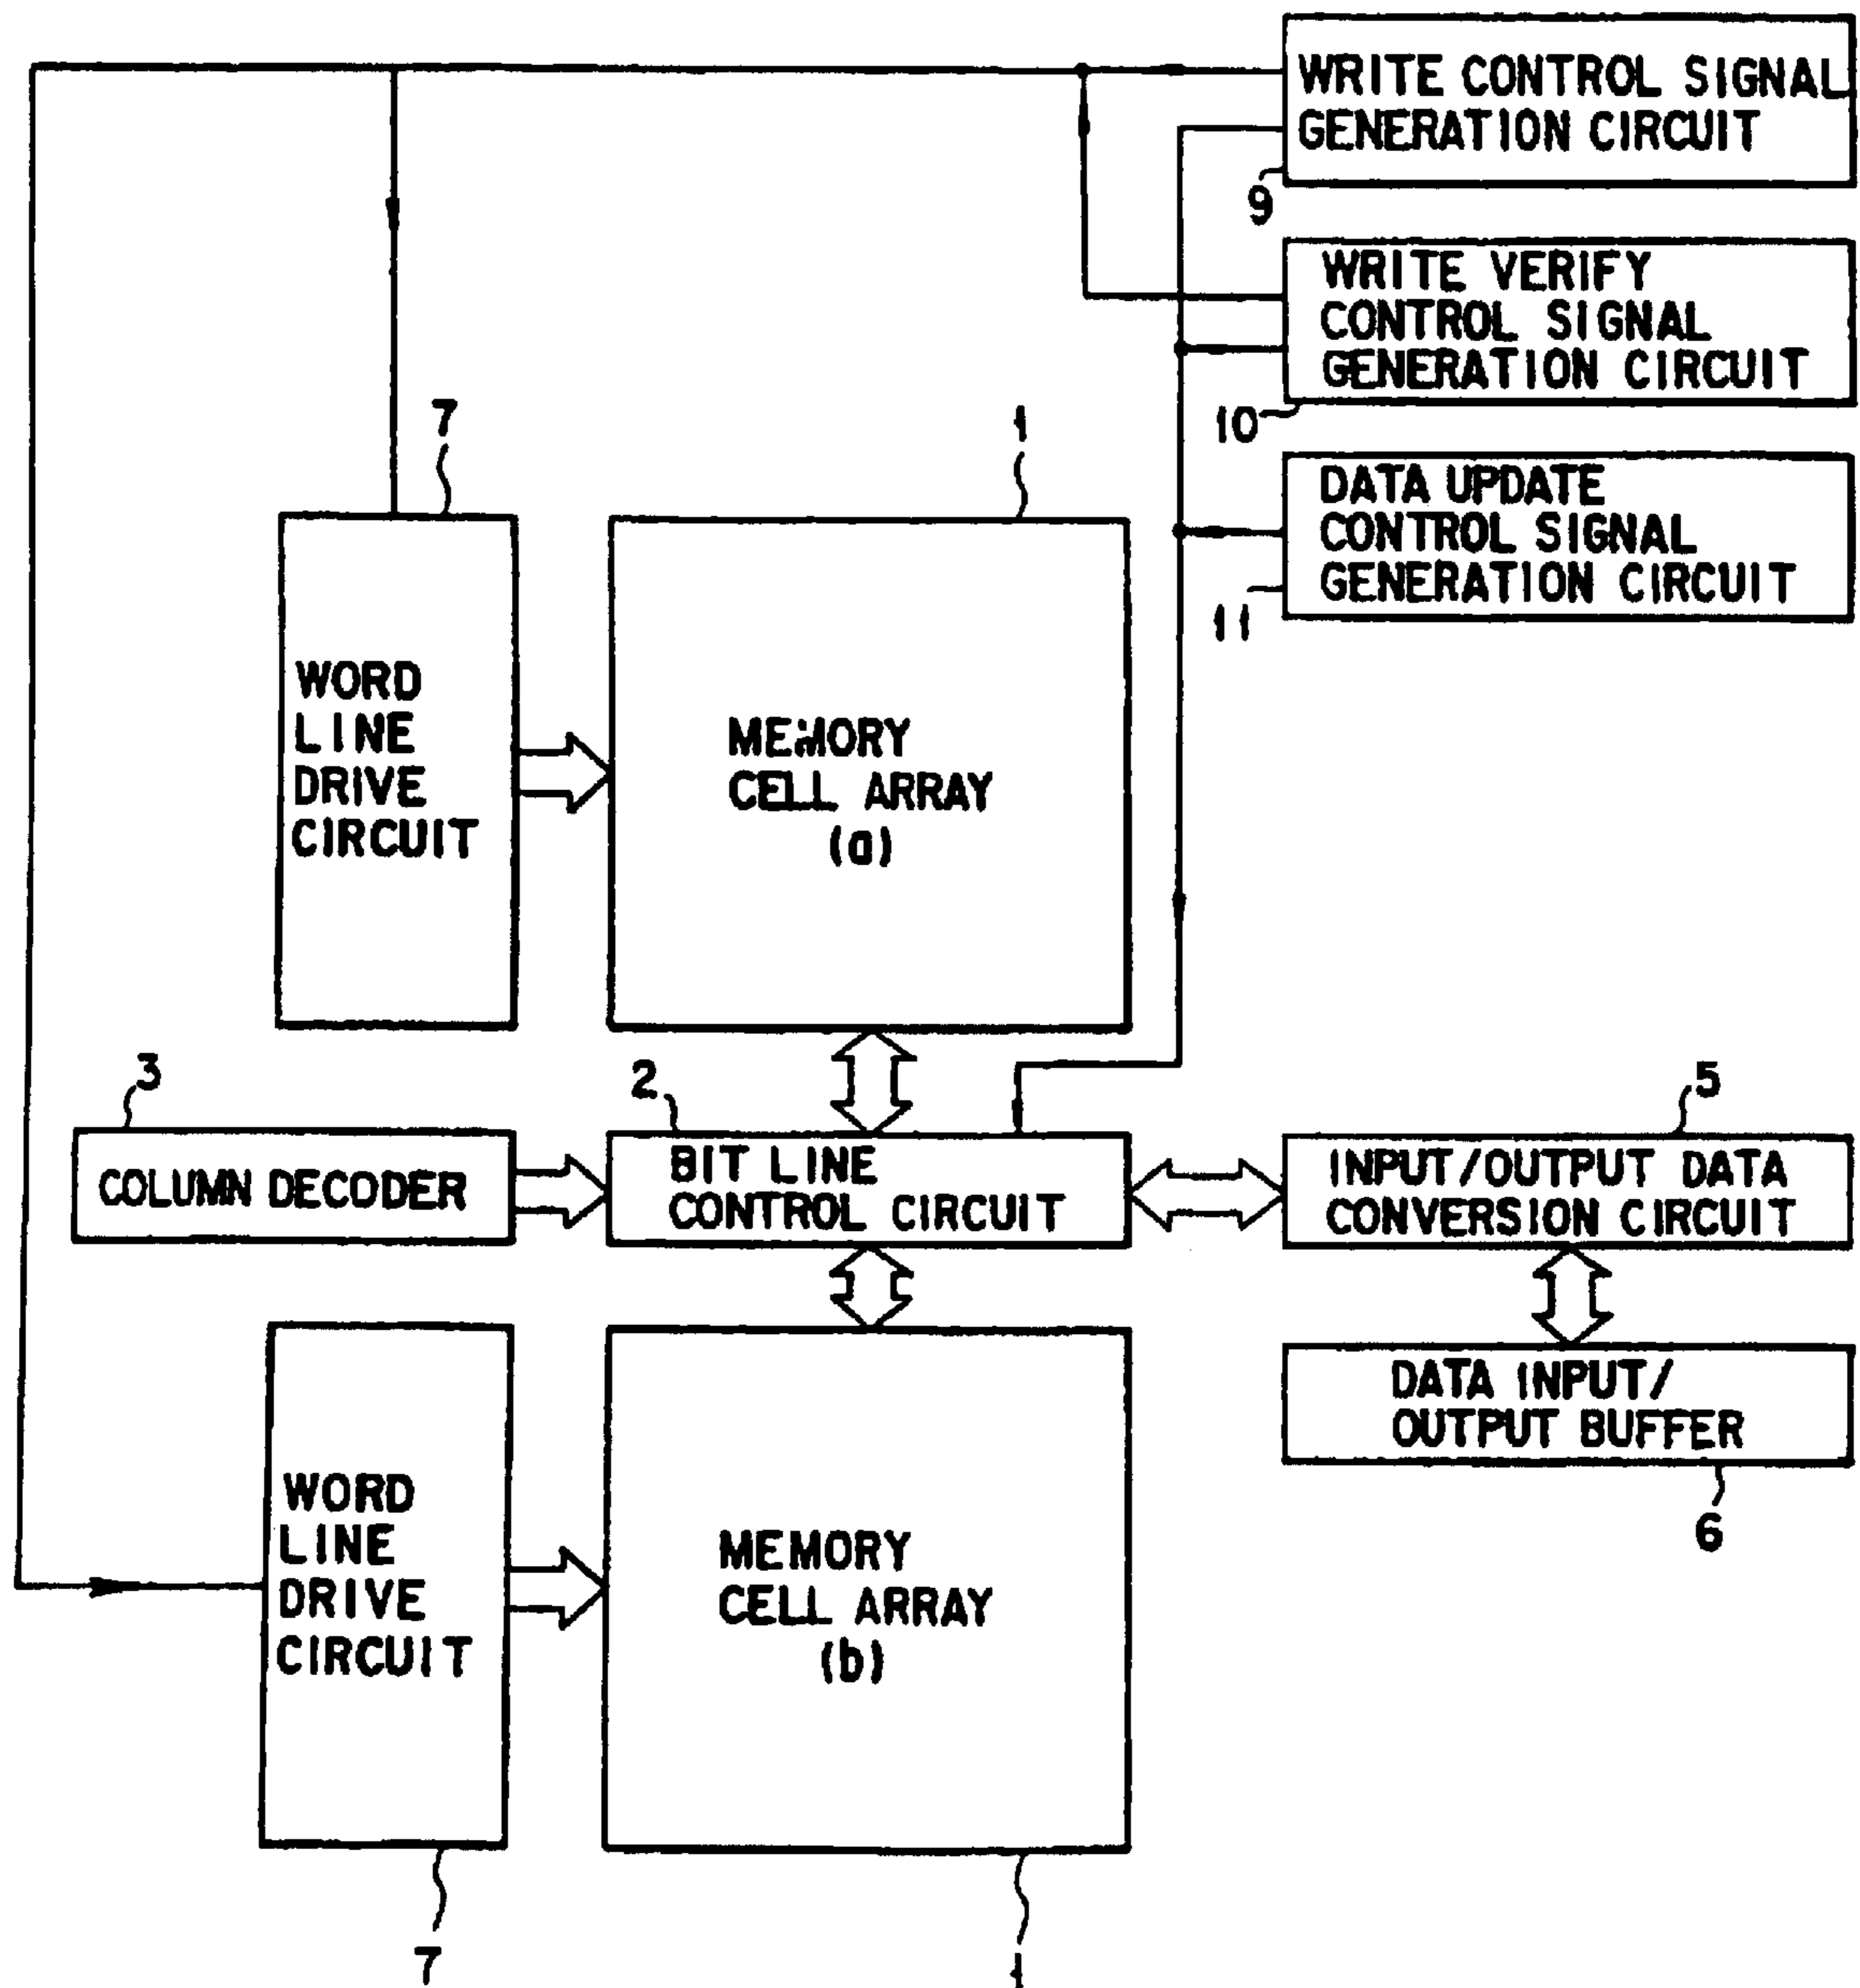 WRITE CONTROL SIGNAL
GENERATION CIRCUIT
9
WRITE VERIFY
CONTROL SIGNAL
GENERATION CIRCUIT
10
DATA UPDATE
CONTROL SIGNAL
GENERATION CIRCUIT
11
7
1
WORD
LINE
DRIVE
CIRCUIT
MEMORY
CELL ARRAY
(a)
3
2
5
COLUMN DECODER
BIT LINE
CONTROL CIRCUIT
INPUT/OUTPUT DATA
CONVERSION CIRCUIT
DATA INPUT/
OUTPUT BUFFER
6
WORD
LINE
DRIVE
CIRCUIT
MEMORY
CELL ARRAY
(b)
7
1